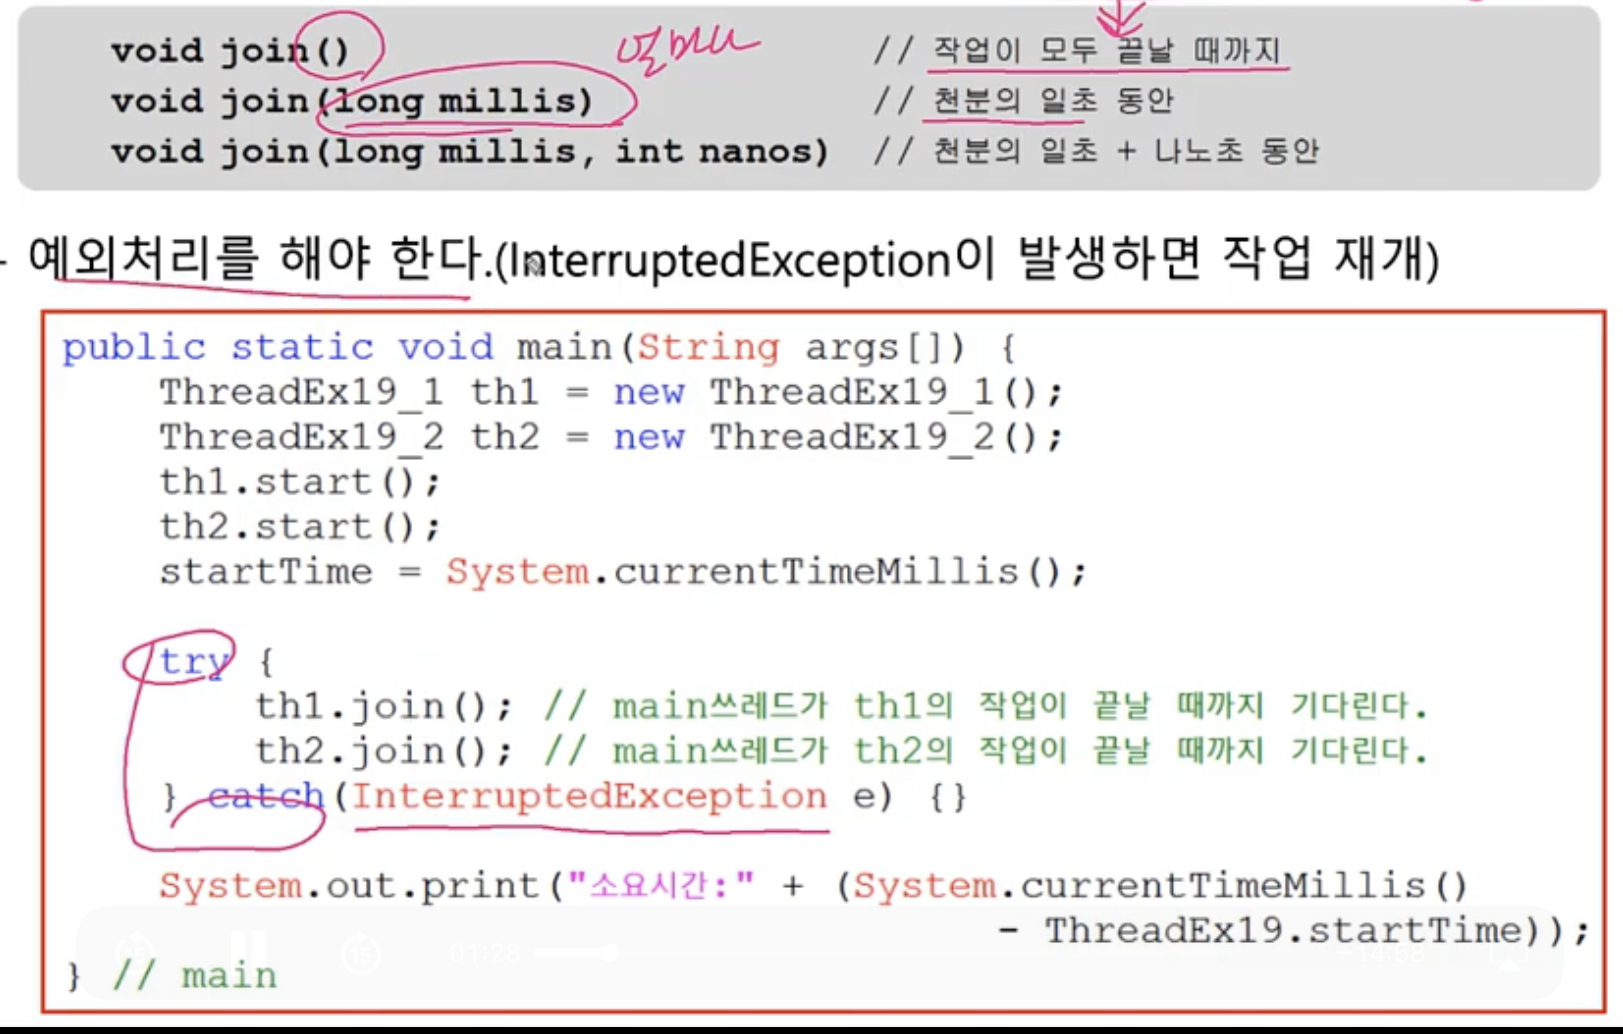 void join() 얼마나 // 작업이 모두 끝날 때까지
void join(long millis) // 천분의 일초 동안
void join(long millis, int nanos) // 천분의 일초 + 나노초 동안
- 예외처리를 해야 한다.(InterruptedException이 발생하면 작업 재개)
public static void main(String args[]) {
ThreadEx19_1 th1 = new ThreadEx19_1();
ThreadEx19_2 th2 = new ThreadEx19_2();
th1.start();
th2.start();
startTime = System.currentTimeMillis();
try {
th1.join(); // main쓰레드가 th1의 작업이 끝날 때까지 기다린다.
th2.join(); // main쓰레드가 th2의 작업이 끝날 때까지 기다린다.
} catch(InterruptedException e) {}
System.out.print("소요시간:" + (System.currentTimeMillis()
- ThreadEx19.startTime));
15 01:28 -14:58
} // main